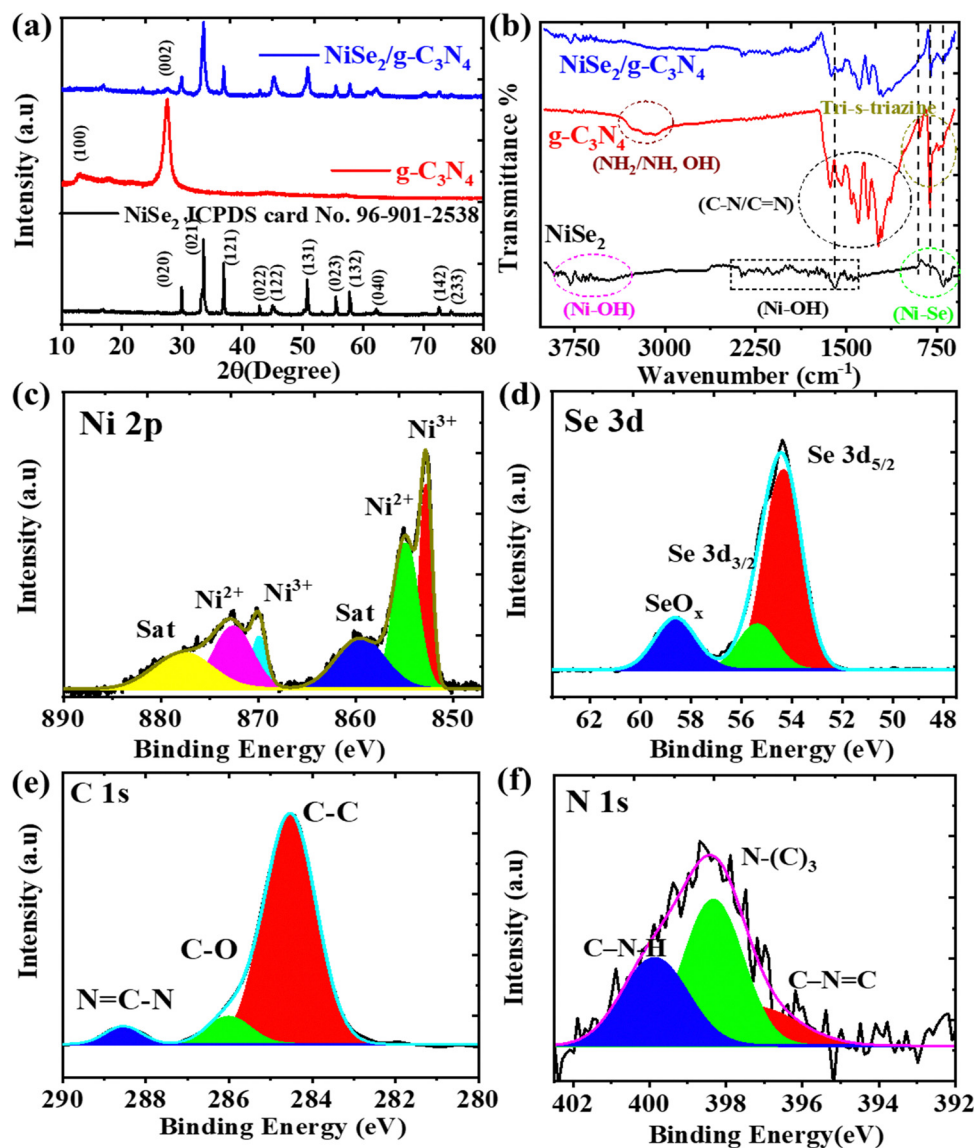 (a)
NiSe₂/g-C₃N₄
(002)
(100)
g-C₃N₄
NiSe₂ JCPDS card No. 96-901-2538
(020)
(021)
(121)
(022)
(122)
(131)
(023)
(132)
(040)
(142)
(233)
Intensity (a.u)
10 20 30 40 50 60 70 80
2θ(Degree)
(b)
NiSe₂/g-C₃N₄
Tri-s-triazine
g-C₃N₄
(NH₂/NH, OH)
(C-N/C=N)
NiSe₂
(Ni-OH)
(Ni-OH)
(Ni-Se)
Transmittance %
3750 3000 2250 1500 750
Wavenumber (cm⁻¹)
(c)
Ni 2p
Ni³⁺
Ni²⁺
Ni²⁺
Ni³⁺
Sat
Sat
Intensity (a.u)
890 880 870 860 850
Binding Energy (eV)
(d)
Se 3d
Se 3d₅/₂
Se 3d₃/₂
SeOₓ
Intensity (a.u)
62 60 58 56 54 52 50 48
Binding Energy (eV)
(e)
C 1s
C-C
C-O
N=C-N
Intensity (a.u)
290 288 286 284 282 280
Binding Energy (eV)
(f)
N 1s
N-(C)₃
C–N-H
C–N=C
Intensity (a.u)
402 400 398 396 394 392
Binding Energy(eV)